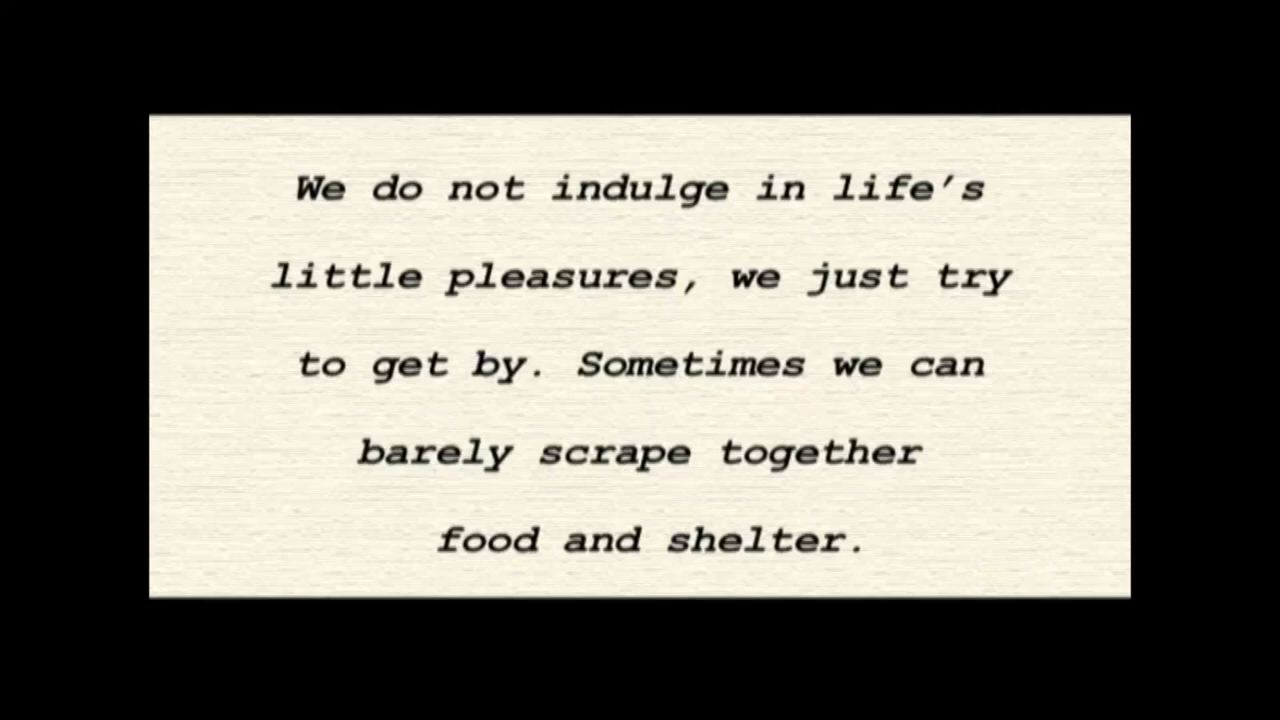 We do not indulge in life's
little pleasures, we just try
to get by. Sometimes we can
barely scrape together
food and shelter.